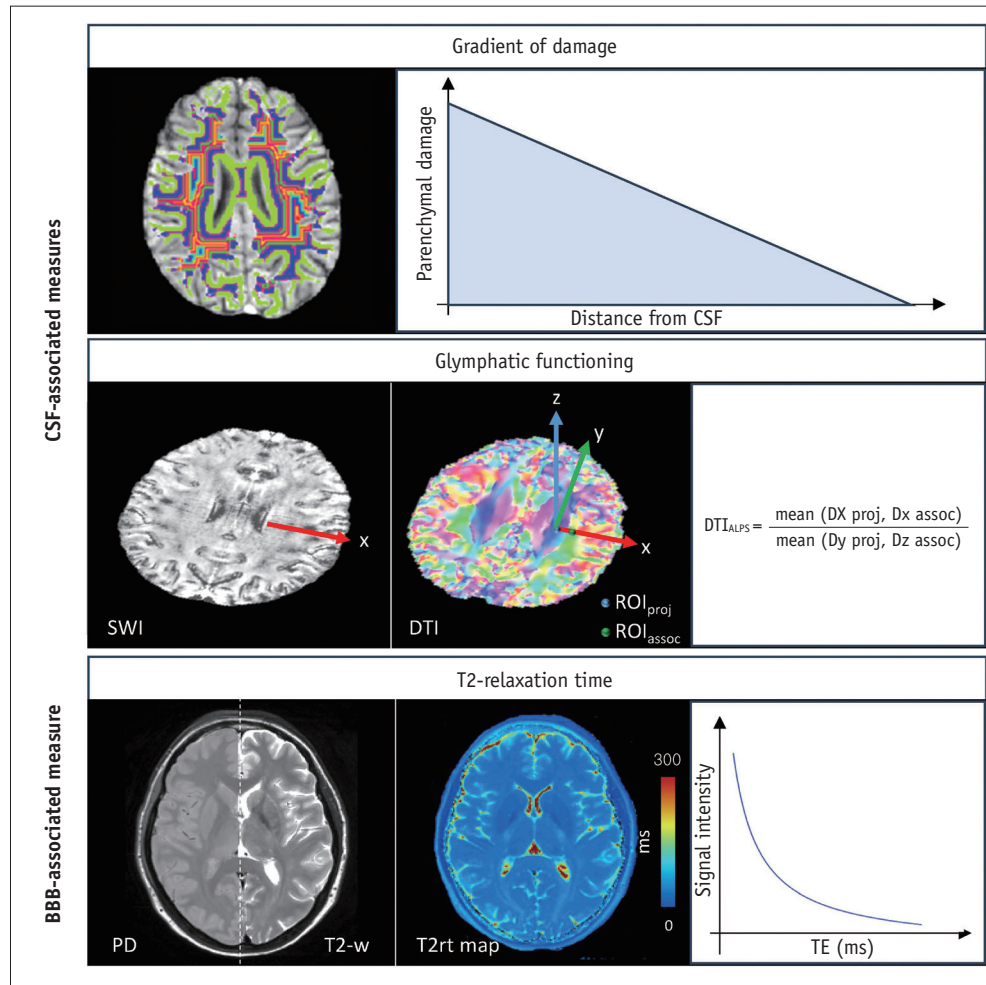 Gradient of damage
CSF-associated measures
Parenchymal damage
Distance from CSF
Glymphatic functioning
SWI
x
DTI
z
y
x
ROIproj
ROIassoc
DTIALPS = mean (DX proj, Dx assoc)
mean (Dy proj, Dz assoc)
BBB-associated measure
T2-relaxation time
PD
T2-w
T2rt map
300
ms
0
Signal intensity
TE (ms)